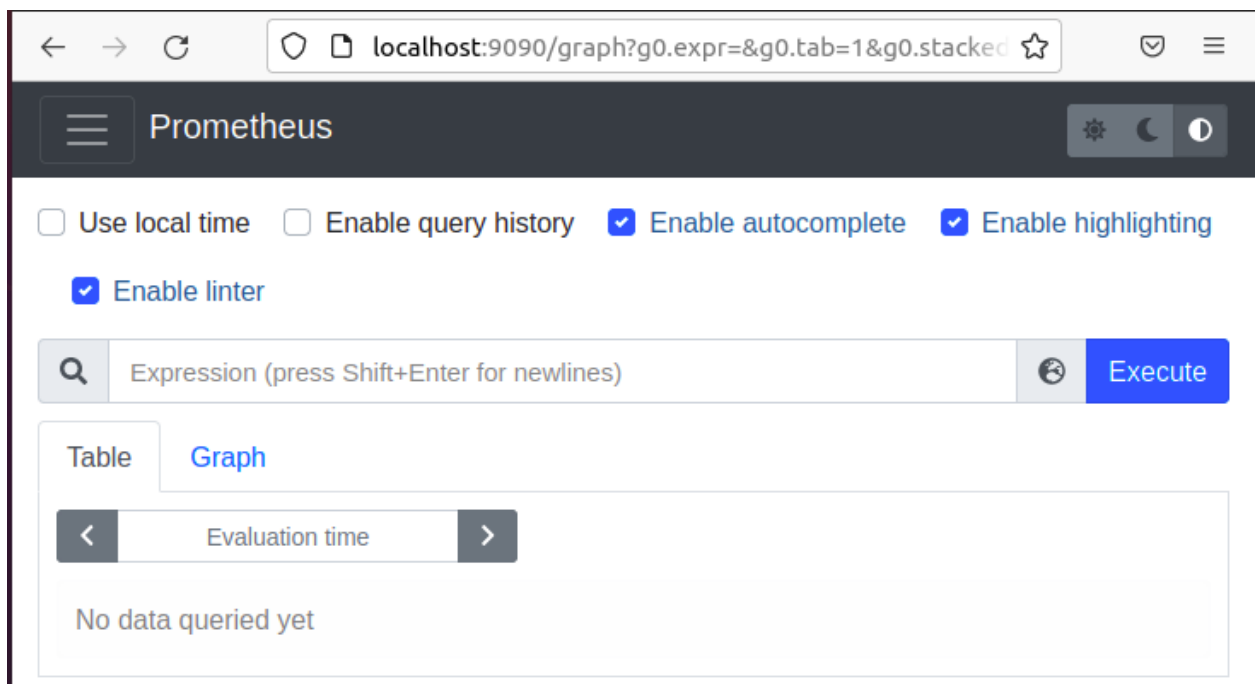 localhost:9090/graph?g0.expr=&g0.tab=1&g0.stacked
Prometheus
Use local time Enable query history Enable autocomplete Enable highlighting
Enable linter
Expression (press Shift+Enter for newlines) Execute
Table Graph
Evaluation time
No data queried yet